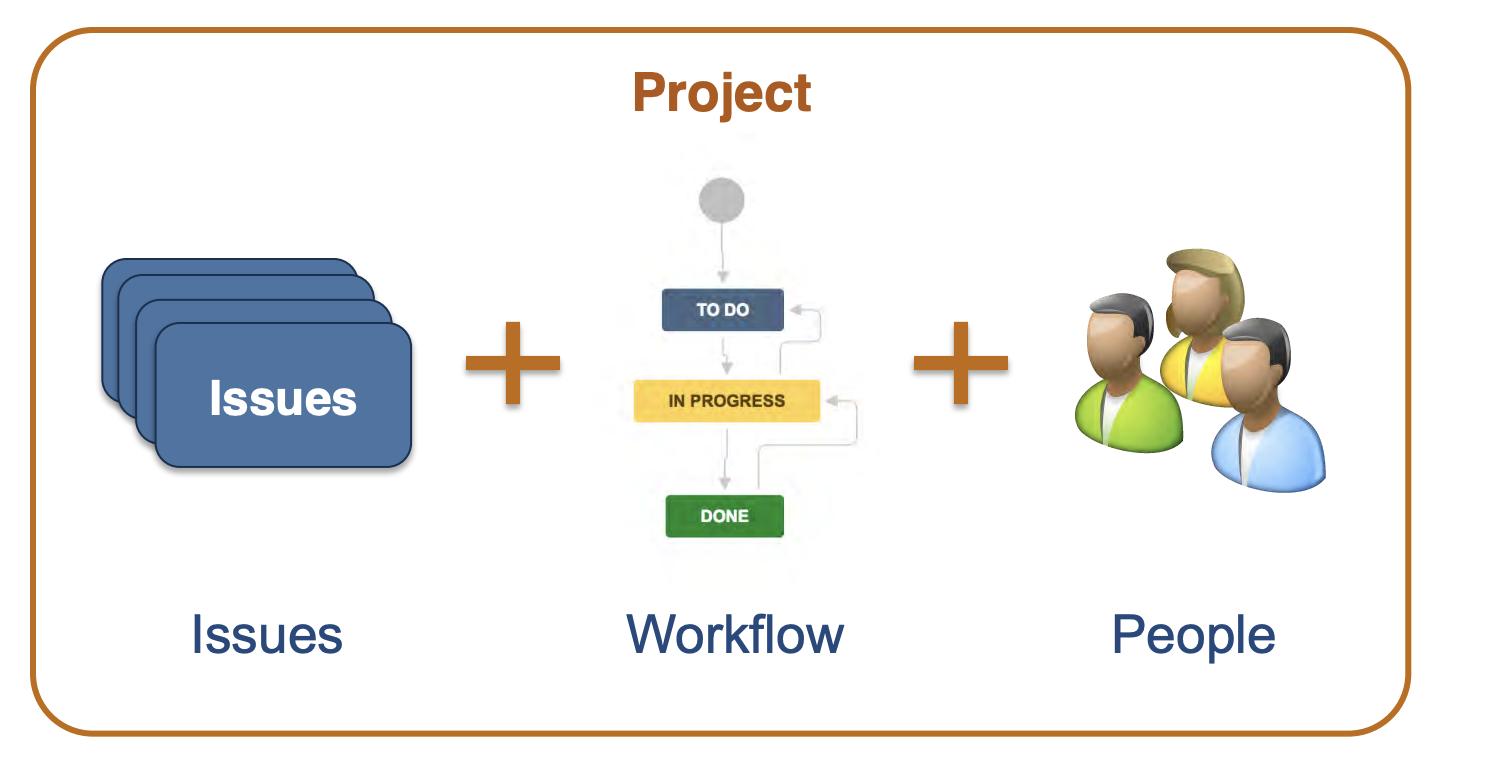 Project
Issues
TO DO
IN PROGRESS
DONE
Issues
Workflow
People